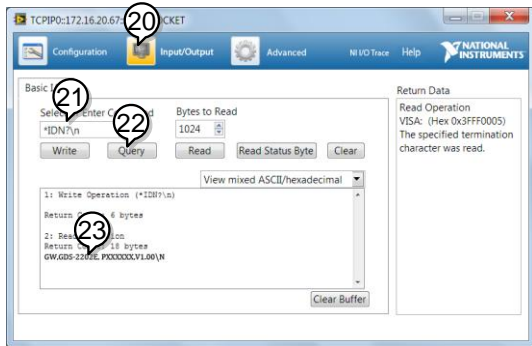 TCPIP0::172.16.20.67: CKET
20
Configuration
Input/Output
Advanced
NI I/O Trace
Help
NATIONAL INSTRUMENTS
Basic I
21
Enter C
*IDN?\n
Bytes to Read
1024
22
Write
Query
Read
Read Status Byte
Clear
View mixed ASCII/hexadecimal
1: Write Operation (*IDN?\n)
Return 6 bytes
23
2: Rea ion
Return 18 bytes
GW,GDS-2202E, PXXXXXX,V1.00\N
Clear Buffer
Return Data
Read Operation
VISA: (Hex 0x3FFF0005)
The specified termination
character was read.